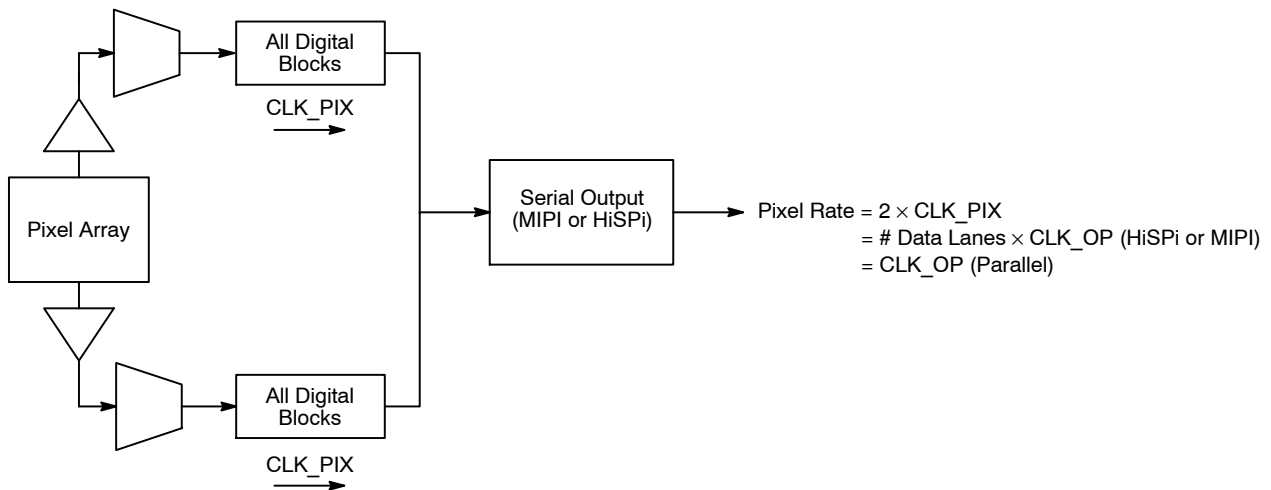 All Digital
Blocks
CLK_PIX
Pixel Array
Serial Output
(MIPI or HiSPi)
Pixel Rate = 2 × CLK_PIX
= # Data Lanes × CLK_OP (HiSPi or MIPI)
= CLK_OP (Parallel)
All Digital
Blocks
CLK_PIX